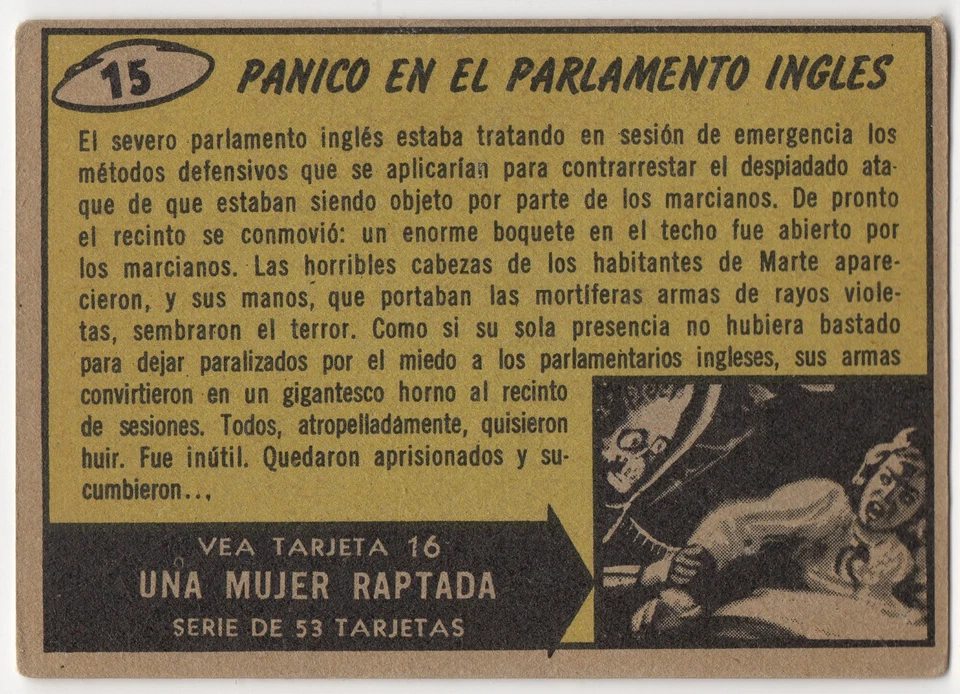 15
PANICO EN EL PARLAMENTO INGLES
El severo parlamento inglés estaba tratando en sesión de emergencia los
métodos defensivos que se aplicarían para contrarrestar el despiadado ata-
que de que estaban siendo objeto por parte de los marcianos. De pronto
el recinto se conmovió: un enorme boquete en el techo fue abierto por
los marcianos. Las horribles cabezas de los habitantes de Marte apare-
cieron, y sus manos, que portaban las mortíferas armas de rayos viole-
tas, sembraron el terror. Como si su sola presencia no hubiera bastado
para dejar paralizados por el miedo a los parlamentarios ingleses, sus armas
convirtieron en un gigantesco horno al recinto
de sesiones. Todos, atropelladamente, quisieron
huir. Fue inútil. Quedaron aprisionados y su-
cumbieron...
VEA TARJETA 16
UNA MUJER RAPTADA
SERIE DE 53 TARJETAS